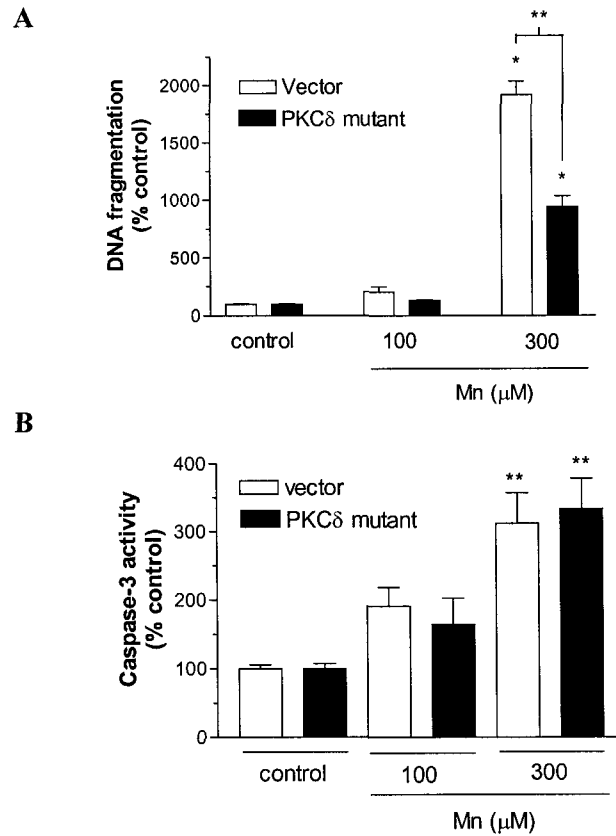 A
DNA fragmentation
(% control)
2000
1500
1000
500
0
Vector
PKCδ mutant
**
*
*
control
100
300
Mn (μM)
B
Caspase-3 activity
(% control)
400
300
200
100
0
vector
PKCδ mutant
**
**
control
100
300
Mn (μM)